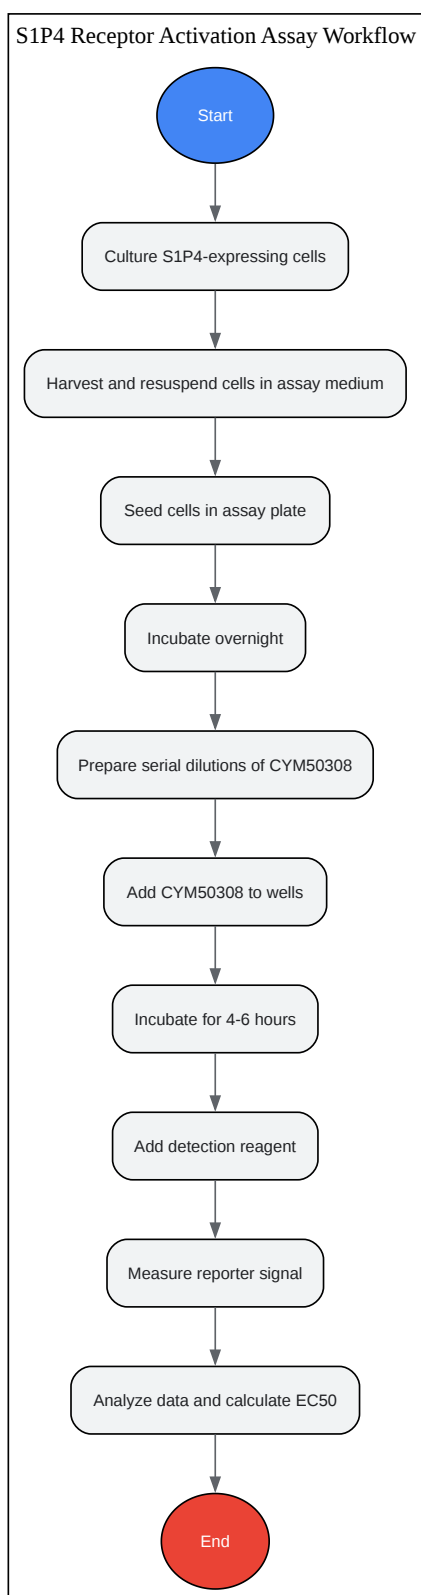 S1P4 Receptor Activation Assay Workflow
Start
Culture S1P4-expressing cells
Harvest and resuspend cells in assay medium
Seed cells in assay plate
Incubate overnight
Prepare serial dilutions of CYM50308
Add CYM50308 to wells
Incubate for 4-6 hours
Add detection reagent
Measure reporter signal
Analyze data and calculate EC50
End